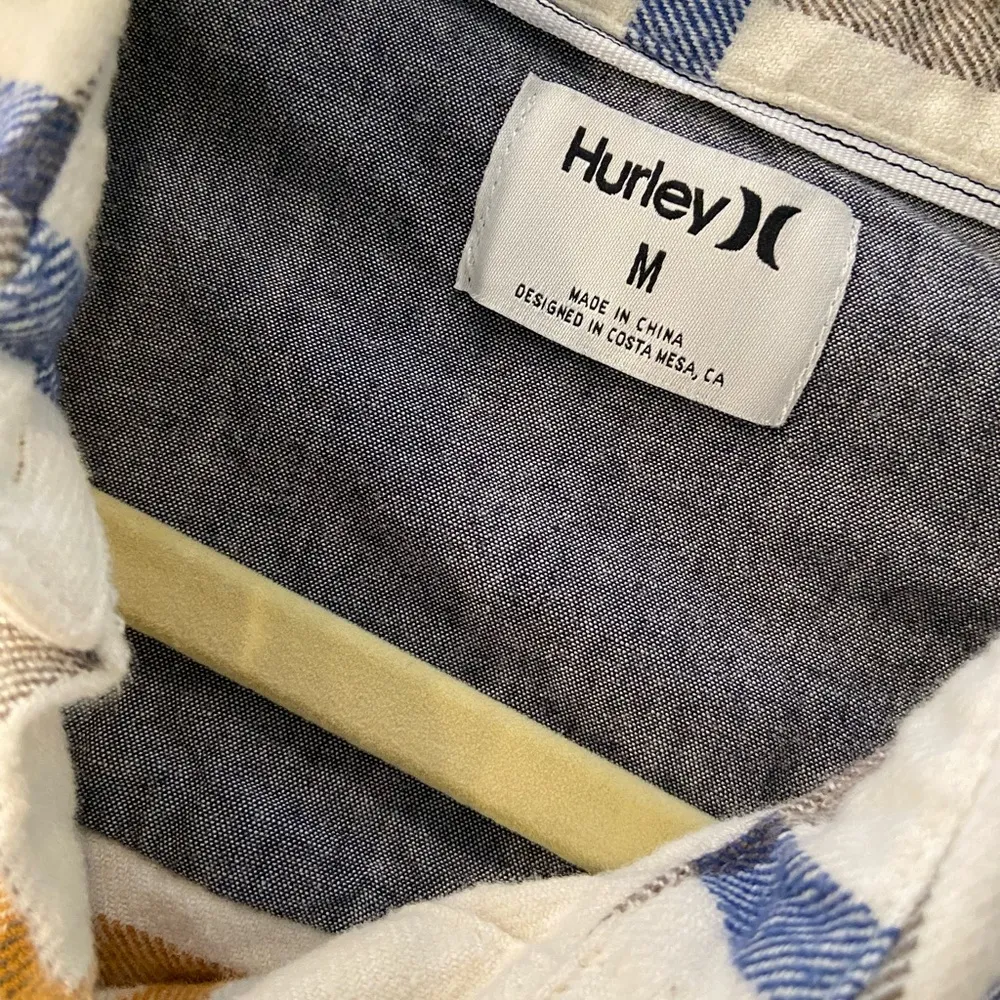 Hurley
M
MADE IN CHINA
DESIGNED IN COSTA MESA, CA